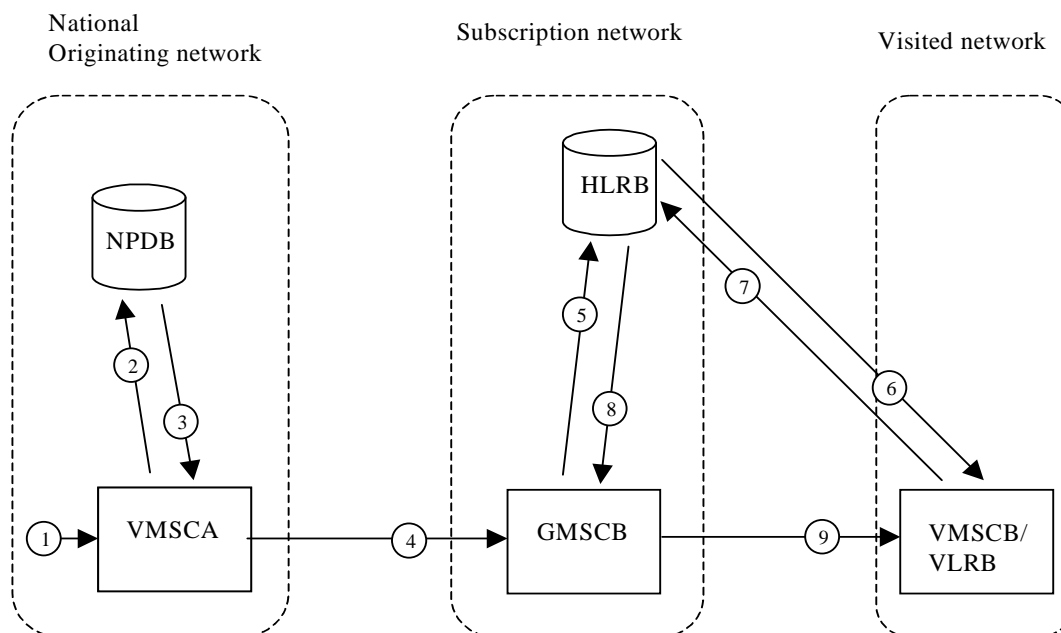 National
Originating network
Subscription network
Visited network
NPDB
HLRB
2
3
5
8
7
6
1
VMSCA
4
GMSCB
9
VMSCB/
VLRB